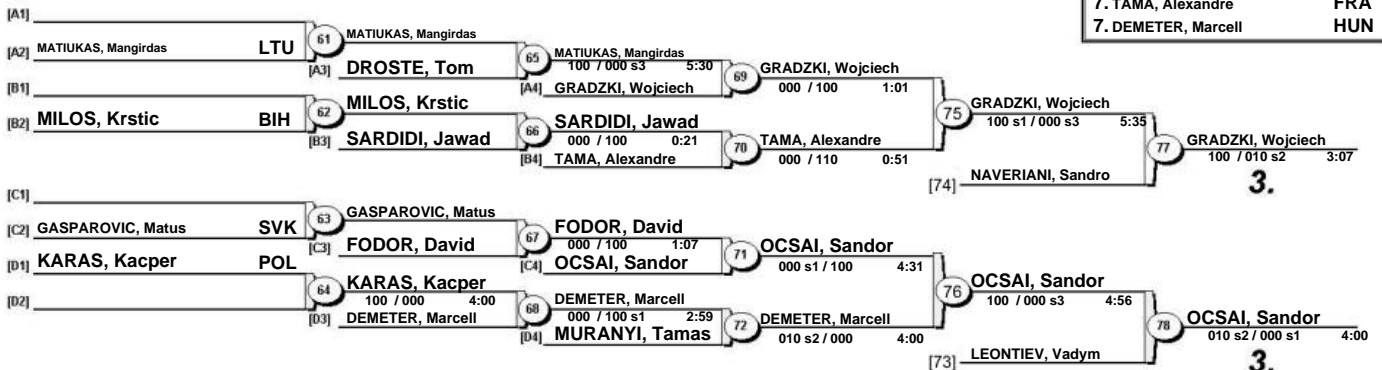 7. TAMA, Alexandre FRA
7. DEMETER, Marcell HUN
[A1]
[A2] MATIUKAS, Mangirdas LTU
61
MATIUKAS, Mangirdas
[A3] DROSTE, Tom
65
MATIUKAS, Mangirdas
100 / 000 s3 5:30
[A4] GRADZKI, Wojciech
69
GRADZKI, Wojciech
000 / 100 1:01
[B1]
[B2] MILOS, Krstic BIH
62
MILOS, Krstic
[B3] SARDIDI, Jawad
66
SARDIDI, Jawad
000 / 100 0:21
[B4] TAMA, Alexandre
70
TAMA, Alexandre
000 / 110 0:51
75
GRADZKI, Wojciech
100 s1 / 000 s3 5:35
[74] NAVERIANI, Sandro
77
GRADZKI, Wojciech
100 / 010 s2 3:07
3.
[C1]
[C2] GASPAROVIC, Matus SVK
63
GASPAROVIC, Matus
[C3] FODOR, David
67
FODOR, David
000 / 100 1:07
[C4] OCSAI, Sandor
71
OCSAI, Sandor
000 s1 / 100 4:31
[D1] KARAS, Kacper POL
[D2]
64
KARAS, Kacper
100 / 000 4:00
[D3] DEMETER, Marcell
68
DEMETER, Marcell
000 / 100 s1 2:59
[D4] MURANYI, Tamas
72
DEMETER, Marcell
010 s2 / 000 4:00
76
OCSAI, Sandor
100 / 000 s3 4:56
[73] LEONTIEV, Vadym
78
OCSAI, Sandor
010 s2 / 000 s1 4:00
3.